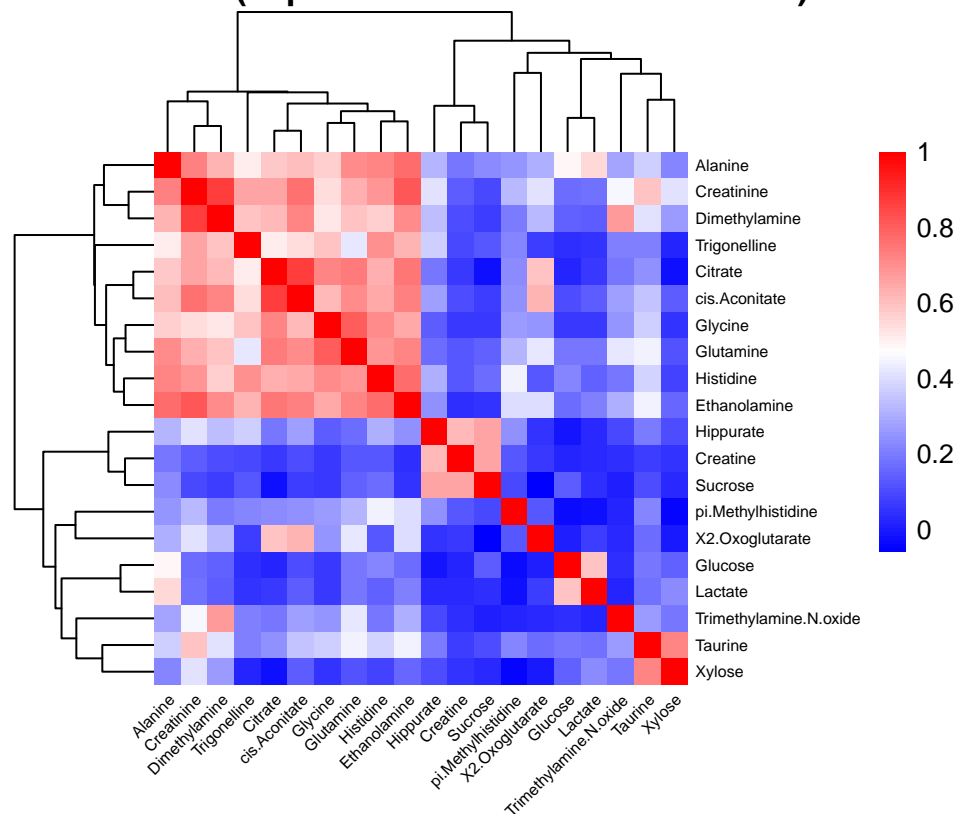 Alanine
Creatinine
Dimethylamine
Trigonelline
Citrate
cis.Aconitate
Glycine
Glutamine
Histidine
Ethanolamine
Hippurate
Creatine
Sucrose
pi.Methylhistidine
X2.Oxoglutarate
Glucose
Lactate
Trimethylamine.N.oxide
Taurine
Xylose
1
0.8
0.6
0.4
0.2
0
Alanine
Creatinine
Dimethylamine
Trigonelline
Citrate
cis.Aconitate
Glycine
Glutamine
Histidine
Ethanolamine
Hippurate
Creatine
Sucrose
pi.Methylhistidine
X2.Oxoglutarate
Glucose
Lactate
Trimethylamine.N.oxide
Taurine
Xylose